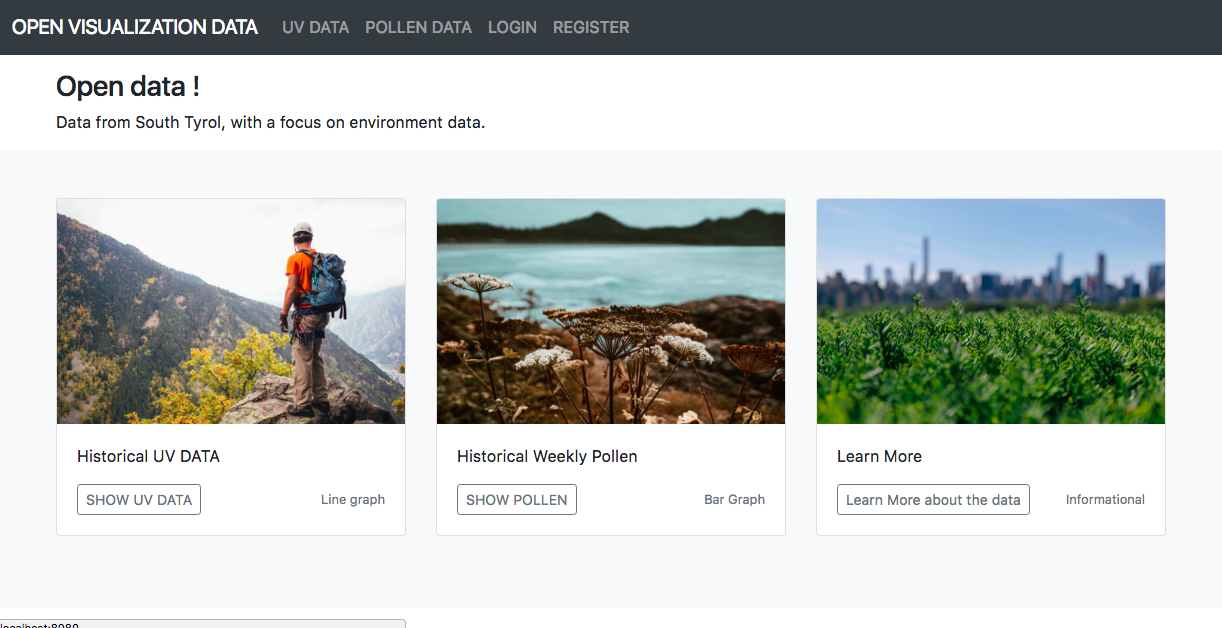 OPEN VISUALIZATION DATA UV DATA POLLEN DATA LOGIN REGISTER
Open data !
Data from South Tyrol, with a focus on environment data.
Historical UV DATA
SHOW UV DATA Line graph
Historical Weekly Pollen
SHOW POLLEN Bar Graph
Learn More
Learn More about the data Informational
localhost:8080